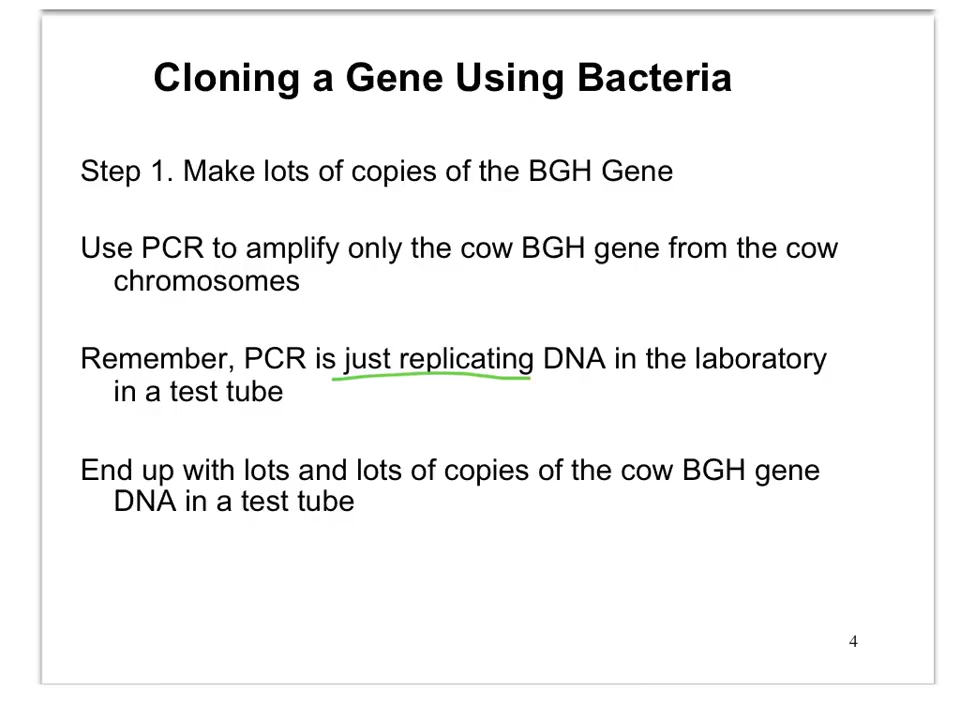 Cloning a Gene Using Bacteria
Step 1. Make lots of copies of the BGH Gene
Use PCR to amplify only the cow BGH gene from the cow
chromosomes
Remember, PCR is just replicating DNA in the laboratory
in a test tube
End up with lots and lots of copies of the cow BGH gene
DNA in a test tube
4